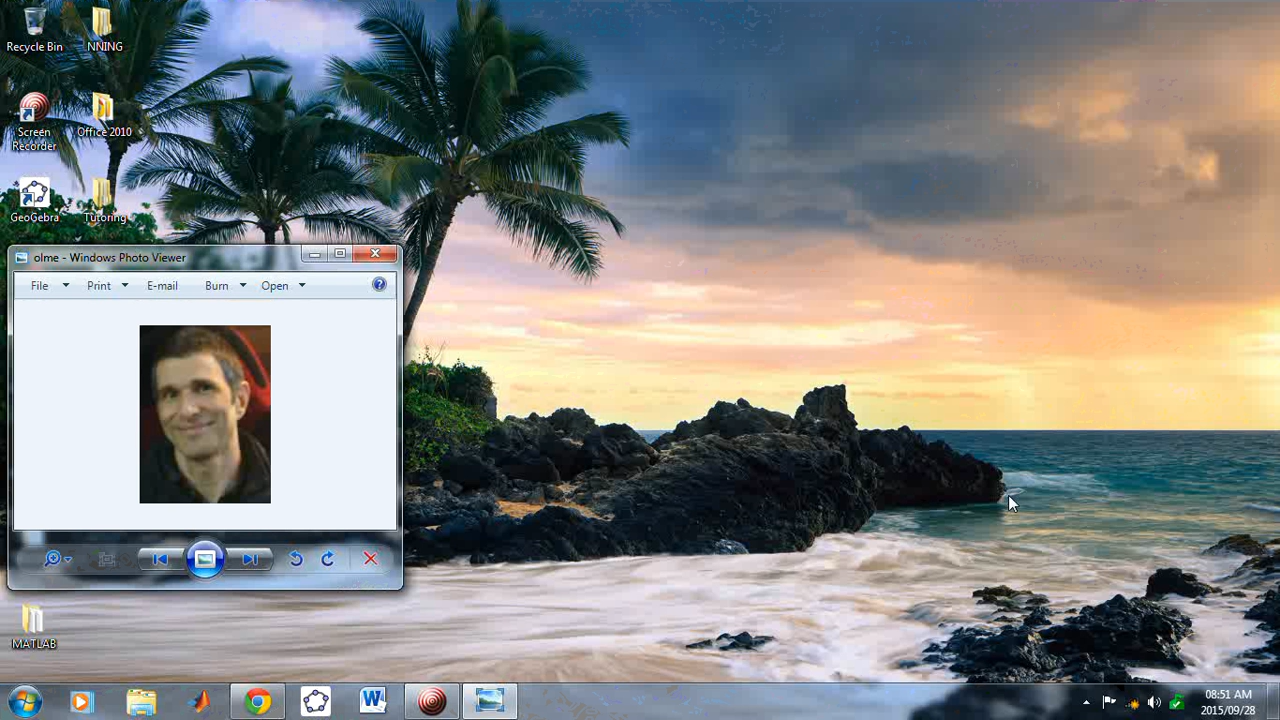 Recycle Bin
NNING
Screen Recorder
Office 2010
GeoGebra
Tutoring
olme - Windows Photo Viewer
File Print E-mail Burn Open
MATLAB
08:51 AM
2015/09/28